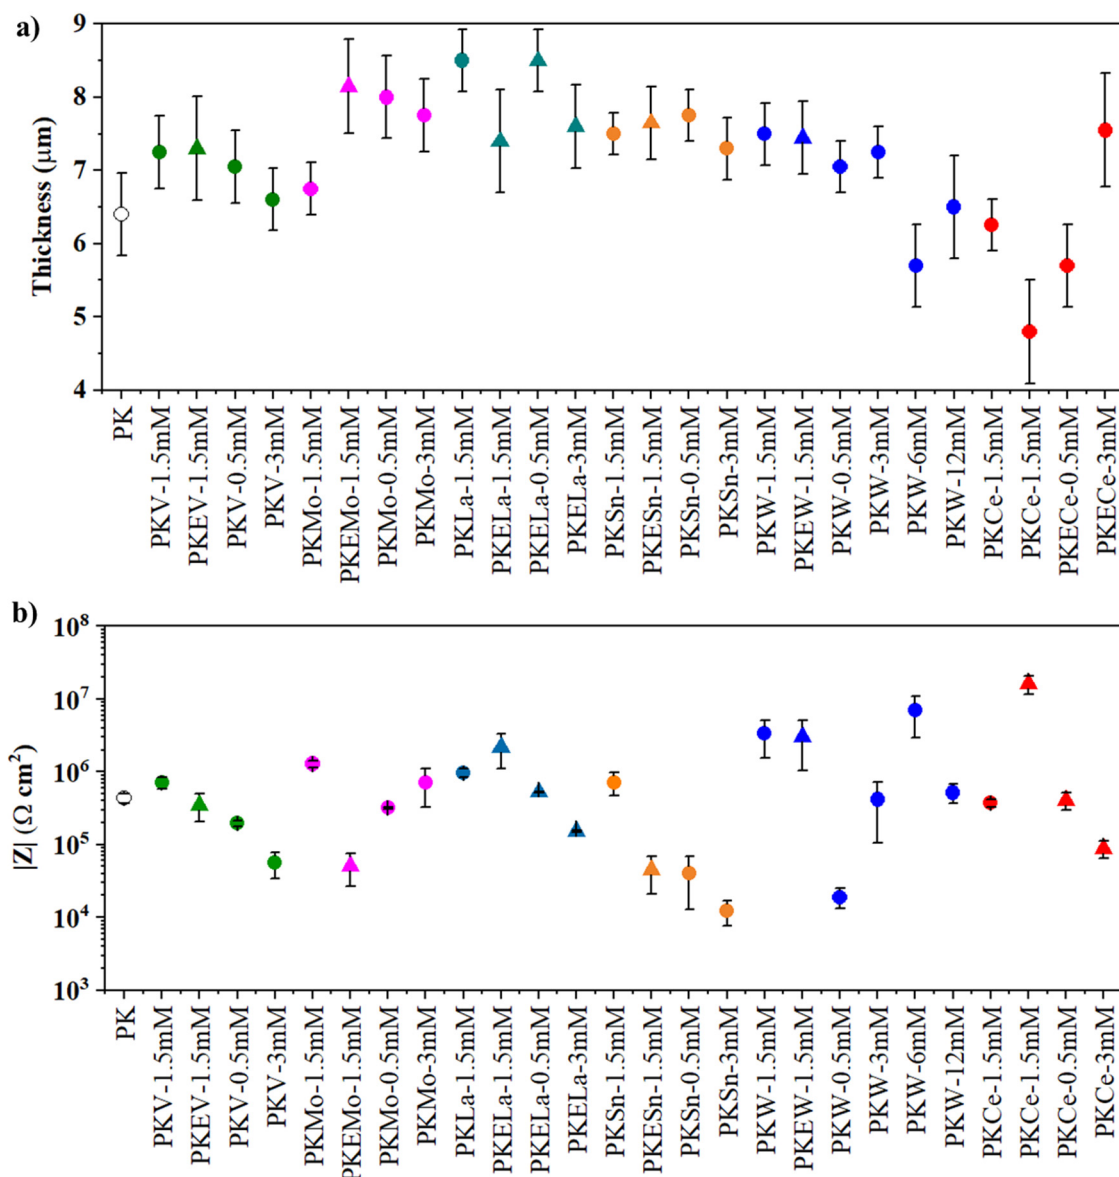 a)
Thickness (μm)
9
8
7
6
5
4
PK
PKV-1.5mM
PKEV-1.5mM
PKV-0.5mM
PKV-3mM
PKMo-1.5mM
PKEMo-1.5mM
PKMo-0.5mM
PKMo-3mM
PKLa-1.5mM
PKELa-1.5mM
PKELa-0.5mM
PKELa-3mM
PKSn-1.5mM
PKESn-1.5mM
PKSn-0.5mM
PKSn-3mM
PKW-1.5mM
PKEW-1.5mM
PKW-0.5mM
PKW-3mM
PKW-6mM
PKW-12mM
PKCe-1.5mM
PKCe-1.5mM
PKECe-0.5mM
PKECe-3mM
b)
|Z| (Ω cm²)
10⁸
10⁷
10⁶
10⁵
10⁴
10³
PK
PKV-1.5mM
PKEV-1.5mM
PKV-0.5mM
PKV-3mM
PKMo-1.5mM
PKEMo-1.5mM
PKMo-0.5mM
PKMo-3mM
PKLa-1.5mM
PKELa-1.5mM
PKELa-0.5mM
PKELa-3mM
PKSn-1.5mM
PKESn-1.5mM
PKSn-0.5mM
PKSn-3mM
PKW-1.5mM
PKEW-1.5mM
PKW-0.5mM
PKW-3mM
PKW-6mM
PKW-12mM
PKCe-1.5mM
PKCe-1.5mM
PKCe-0.5mM
PKCe-3mM